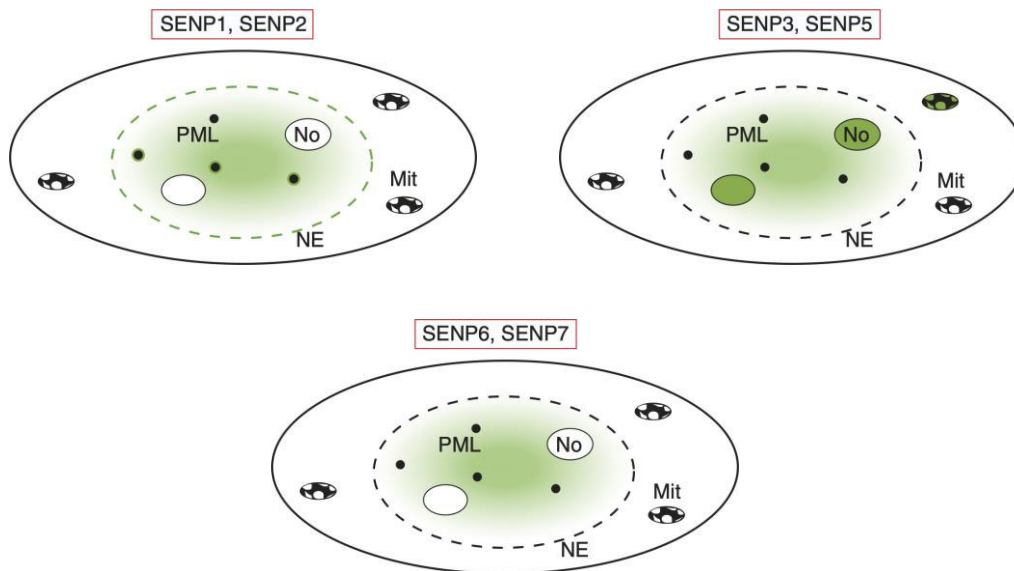 SENP1, SENP2
PML
No
Mit
NE
SENP3, SENP5
PML
No
Mit
NE
SENP6, SENP7
PML
No
Mit
NE